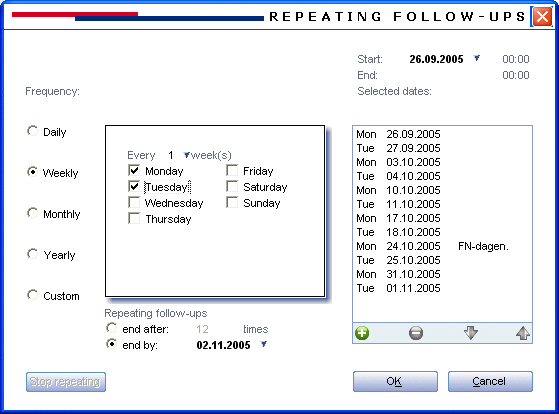 REPEATING FOLLOW-UPS
Start: 26.09.2005 00:00
End: 00:00
Frequency:
Selected dates:
Daily
Weekly
Monthly
Yearly
Custom
Every 1 week(s)
Monday Friday
Tuesday Saturday
Wednesday Sunday
Thursday
Mon 26.09.2005
Tue 27.09.2005
Mon 03.10.2005
Tue 04.10.2005
Mon 10.10.2005
Tue 11.10.2005
Mon 17.10.2005
Tue 18.10.2005
Mon 24.10.2005 FN-dagen.
Tue 25.10.2005
Mon 31.10.2005
Tue 01.11.2005
Repeating follow-ups
end after: 12 times
end by: 02.11.2005
Stop repeating
OK
Cancel